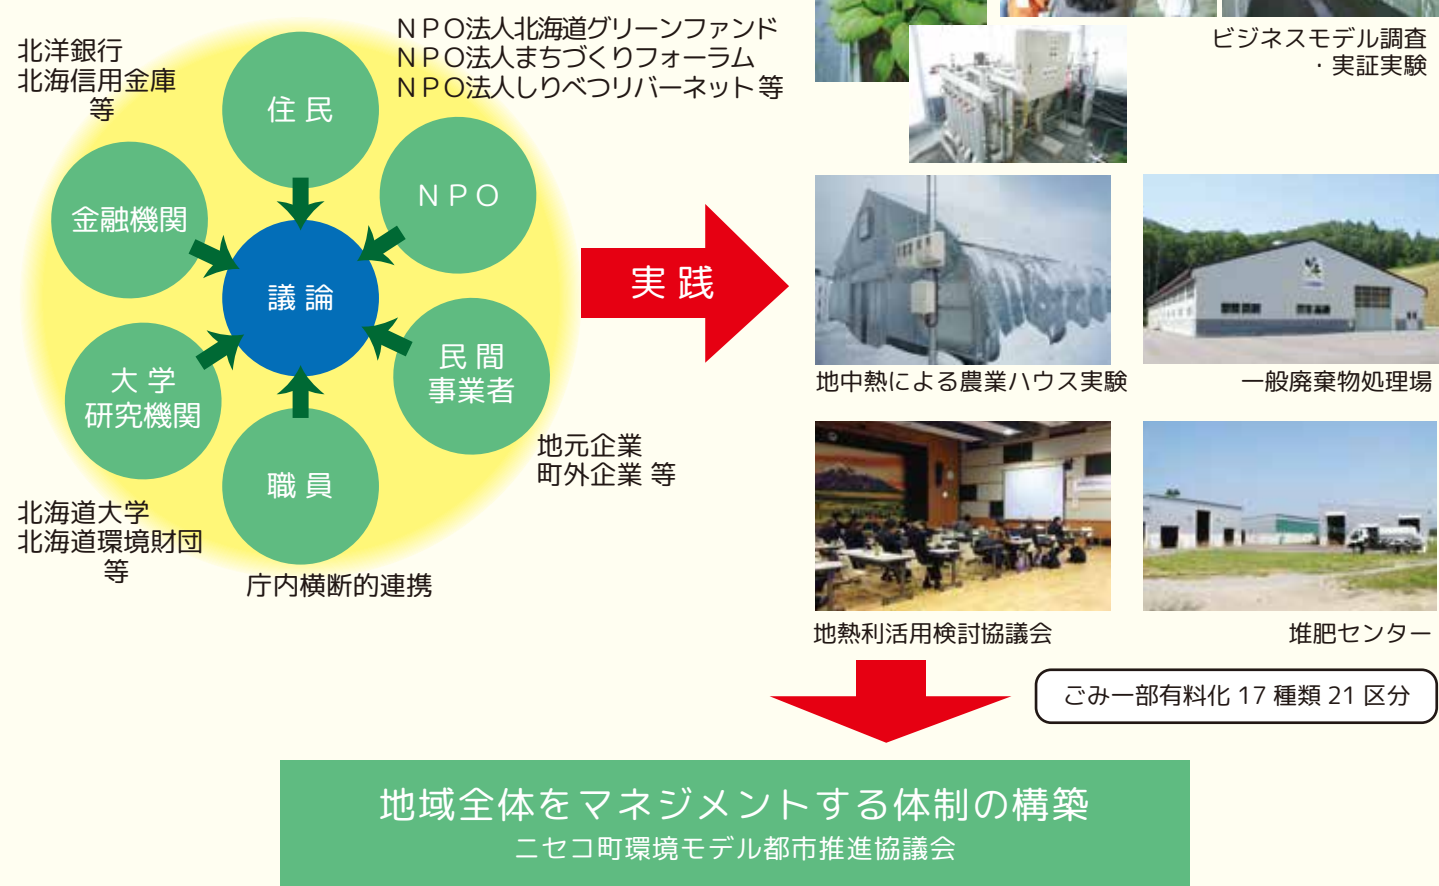 北洋銀行
北海信用金庫
等
ＮＰＯ法人北海道グリーンファンド
ＮＰＯ法人まちづくりフォーラム
ＮＰＯ法人しりべつリバーネット 等
住 民
ＮＰＯ
金融機関
議 論
大 学
研究機関
民 間
事業者
職 員
地元企業
町外企業 等
北海道大学
北海道環境財団
等
庁内横断的連携
実 践
ビジネスモデル調査
・実証実験
地中熱による農業ハウス実験
一般廃棄物処理場
地熱利活用検討協議会
堆肥センター
ごみ一部有料化 17 種類 21 区分
地域全体をマネジメントする体制の構築
ニセコ町環境モデル都市推進協議会